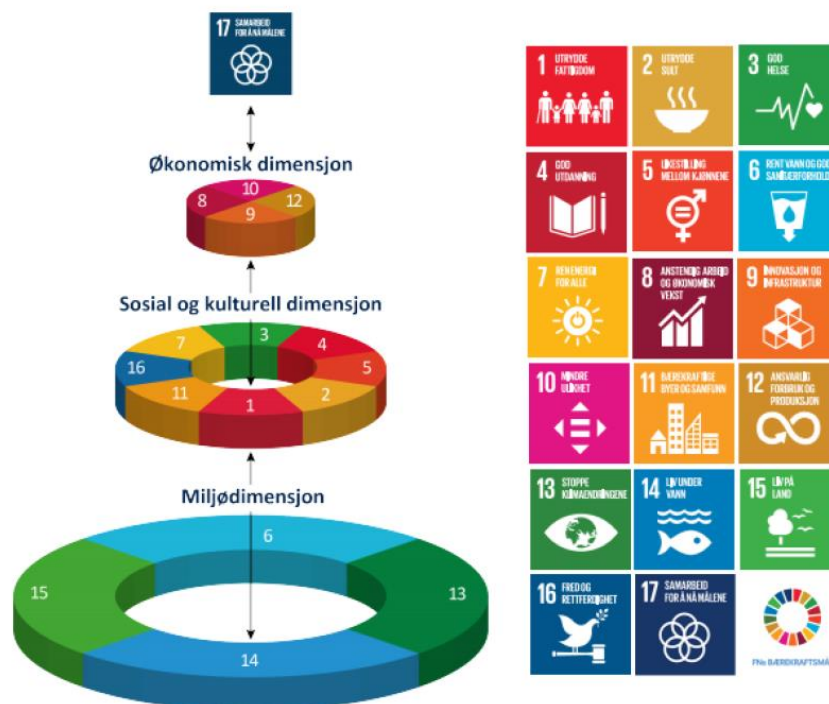 17 SAMARBEID
FOR Å NÅ MÅLENE
Økonomisk dimensjon
10
8
12
9
Sosial og kulturell dimensjon
3
7
4
16
5
11
2
1
Miljødimensjon
6
15
13
14
1 UTRYDDE
FATTIGDOM
2 UTRYDDE
SULT
3 GOD
HELSE
4 GOD
UTDANNING
5 LIKESTILLING
MELLOM KJØNNENE
6 RENT VANN OG GOD
SANITÆRFORHOLD
7 REN ENERGI
FOR ALLE
8 ANSTENDIG ARBEID
OG ØKONOMISK
VEKST
9 INNOVASJON OG
INFRASTRUKTUR
10 MINDRE
ULIKHET
11 BÆREKRAFTIGE
BYER OG SAMFUNN
12 ANSVARLIG
FORBRUK OG
PRODUKSJON
13 STOPPE
KLIMAENDRINGENE
14 LIV UNDER
VANN
15 LIV PÅ
LAND
16 FRED OG
RETTFERDIGHET
17 SAMARBEID
FOR Å NÅ MÅLENE
FNs BÆREKRAFTSMÅ